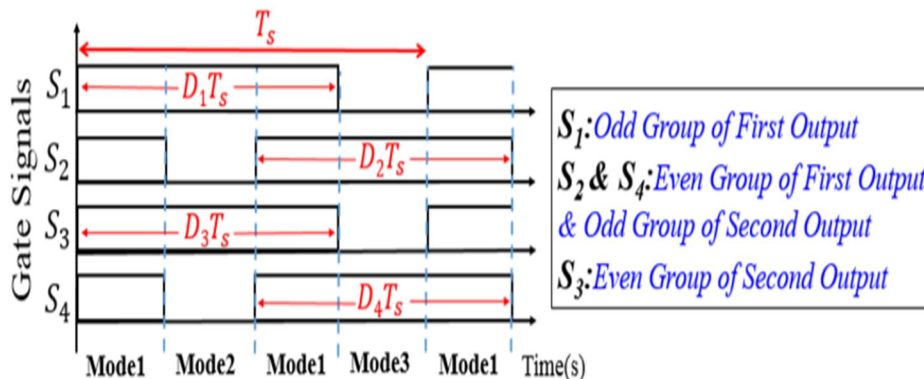 T_s
Gate Signals
S_1
D_1T_s
S_2
D_2T_s
S_3
D_3T_s
S_4
D_4T_s
Mode1 Mode2 Mode1 Mode3 Mode1 Time(s)
S_1:Odd Group of First Output
S_2 & S_4:Even Group of First Output
& Odd Group of Second Output
S_3:Even Group of Second Output